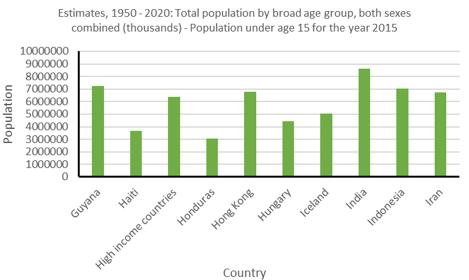 Estimates, 1950 - 2020: Total population by broad age group, both sexes
combined (thousands) - Population under age 15 for the year 2015
Population
10000000
9000000
8000000
7000000
6000000
5000000
4000000
3000000
2000000
1000000
0
Guyana
Haiti
High income countries
Honduras
Hong Kong
Hungary
Iceland
India
Indonesia
Iran
Country